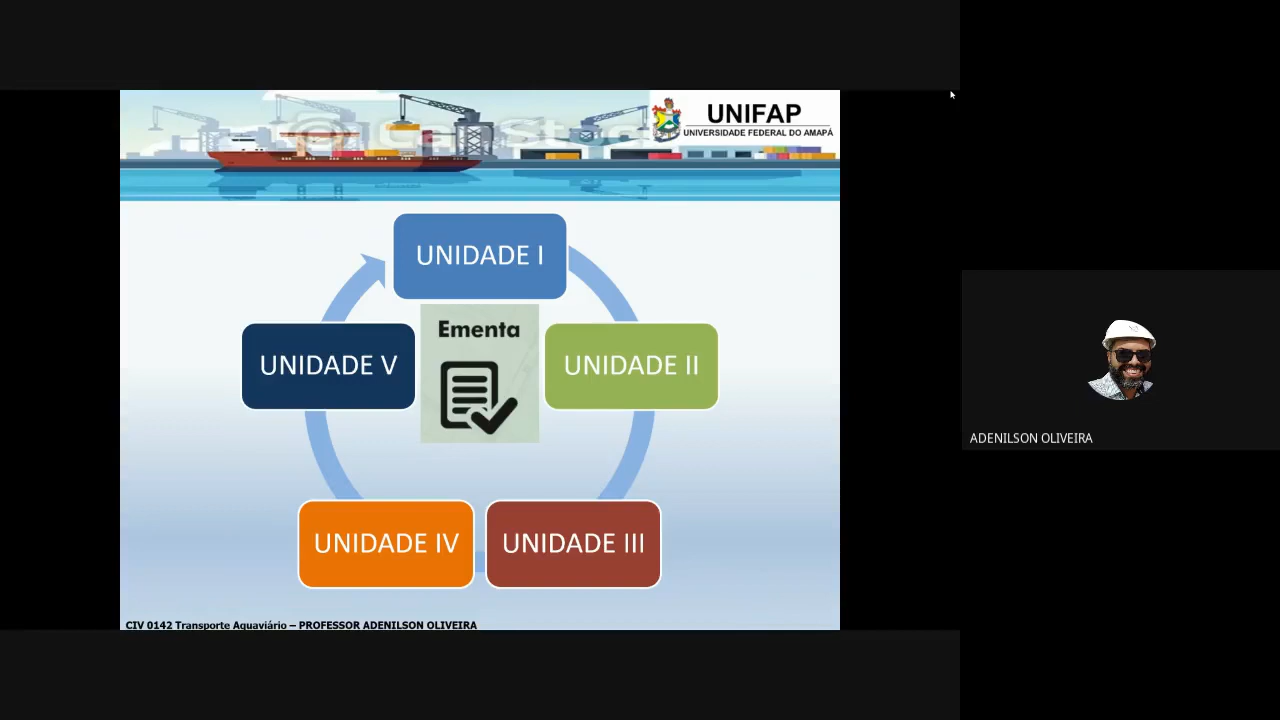 UNIFAP
UNIVERSIDADE FEDERAL DO AMAPÁ
UNIDADE I
Ementa
UNIDADE V
UNIDADE II
UNIDADE IV
UNIDADE III
ADENILSON OLIVEIRA
CIV 0142 Transporte Aquaviário – PROFESSOR ADENILSON OLIVEIRA